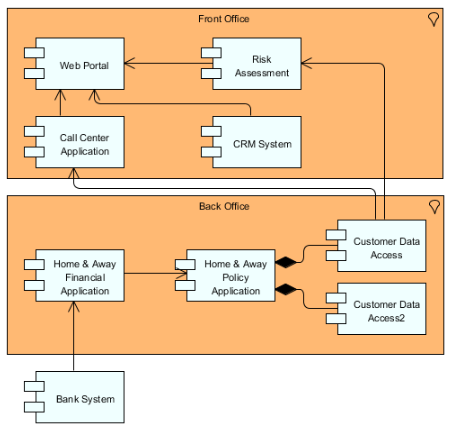 Front Office
Web Portal
Risk
Assessment
Call Center
Application
CRM System
Back Office
Home & Away
Financial
Application
Home & Away
Policy
Application
Customer Data
Access
Customer Data
Access2
Bank System